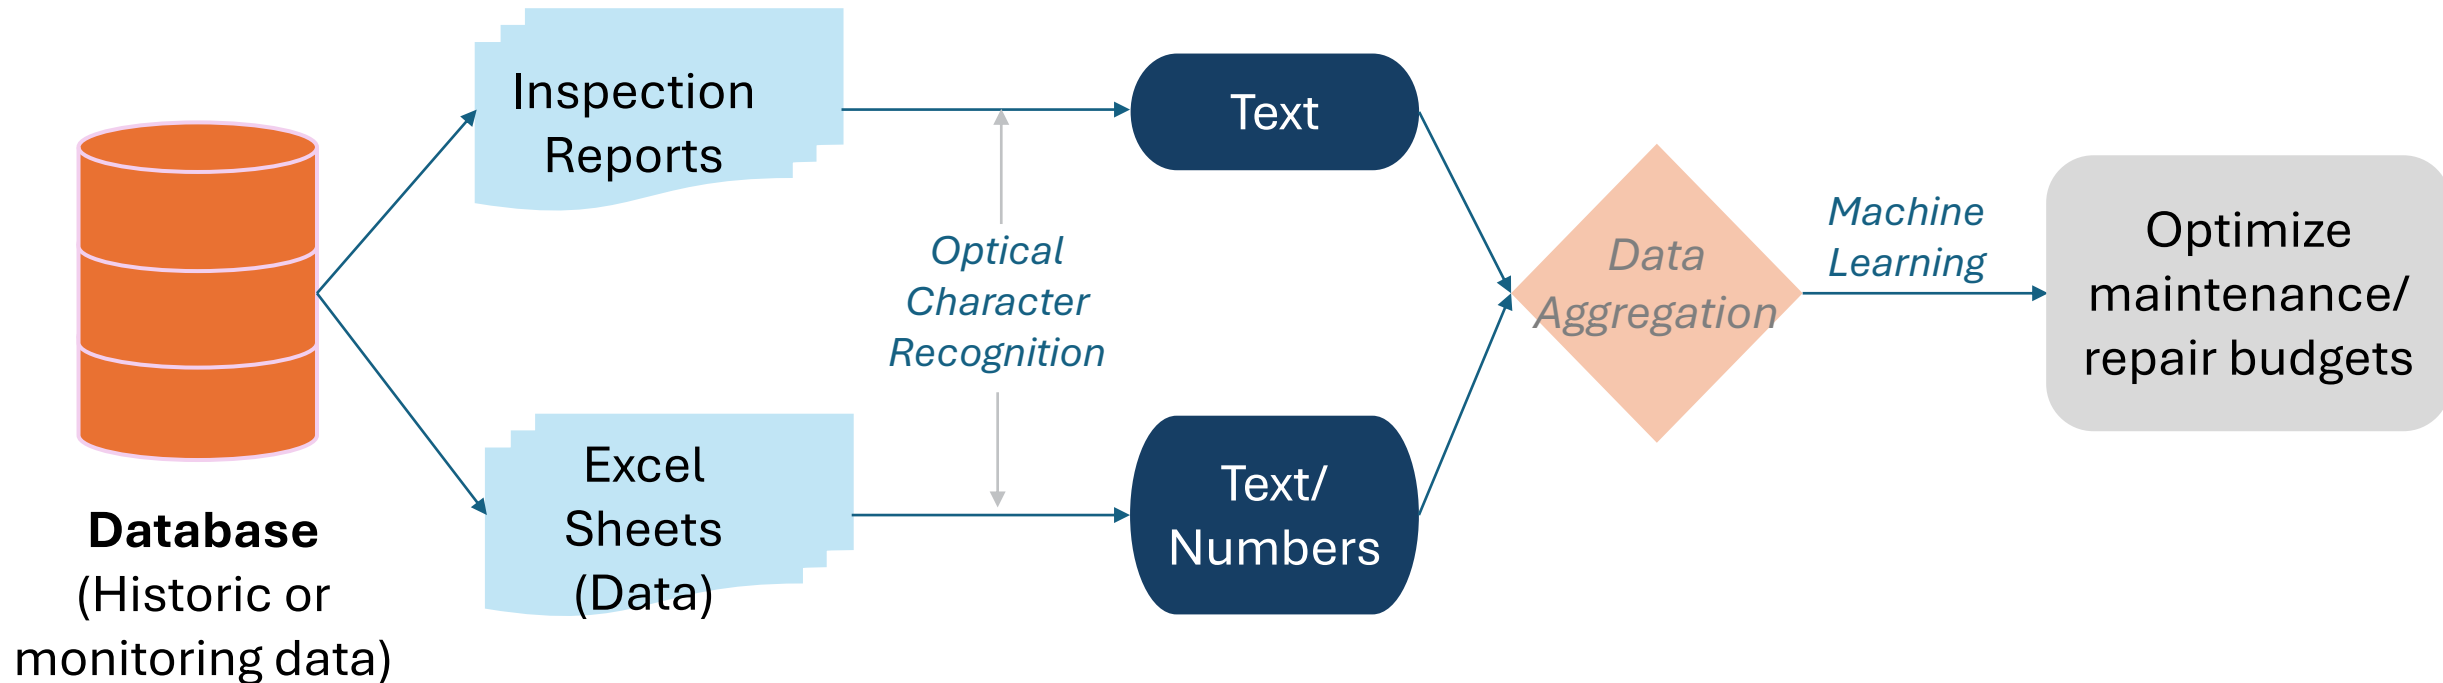 Inspection
Reports
Text
Optical
Character
Recognition
Machine
Learning
Data
Aggregation
Optimize
maintenance/
repair budgets
Excel
Sheets
(Data)
Text/
Numbers
Database
(Historic or
monitoring data)